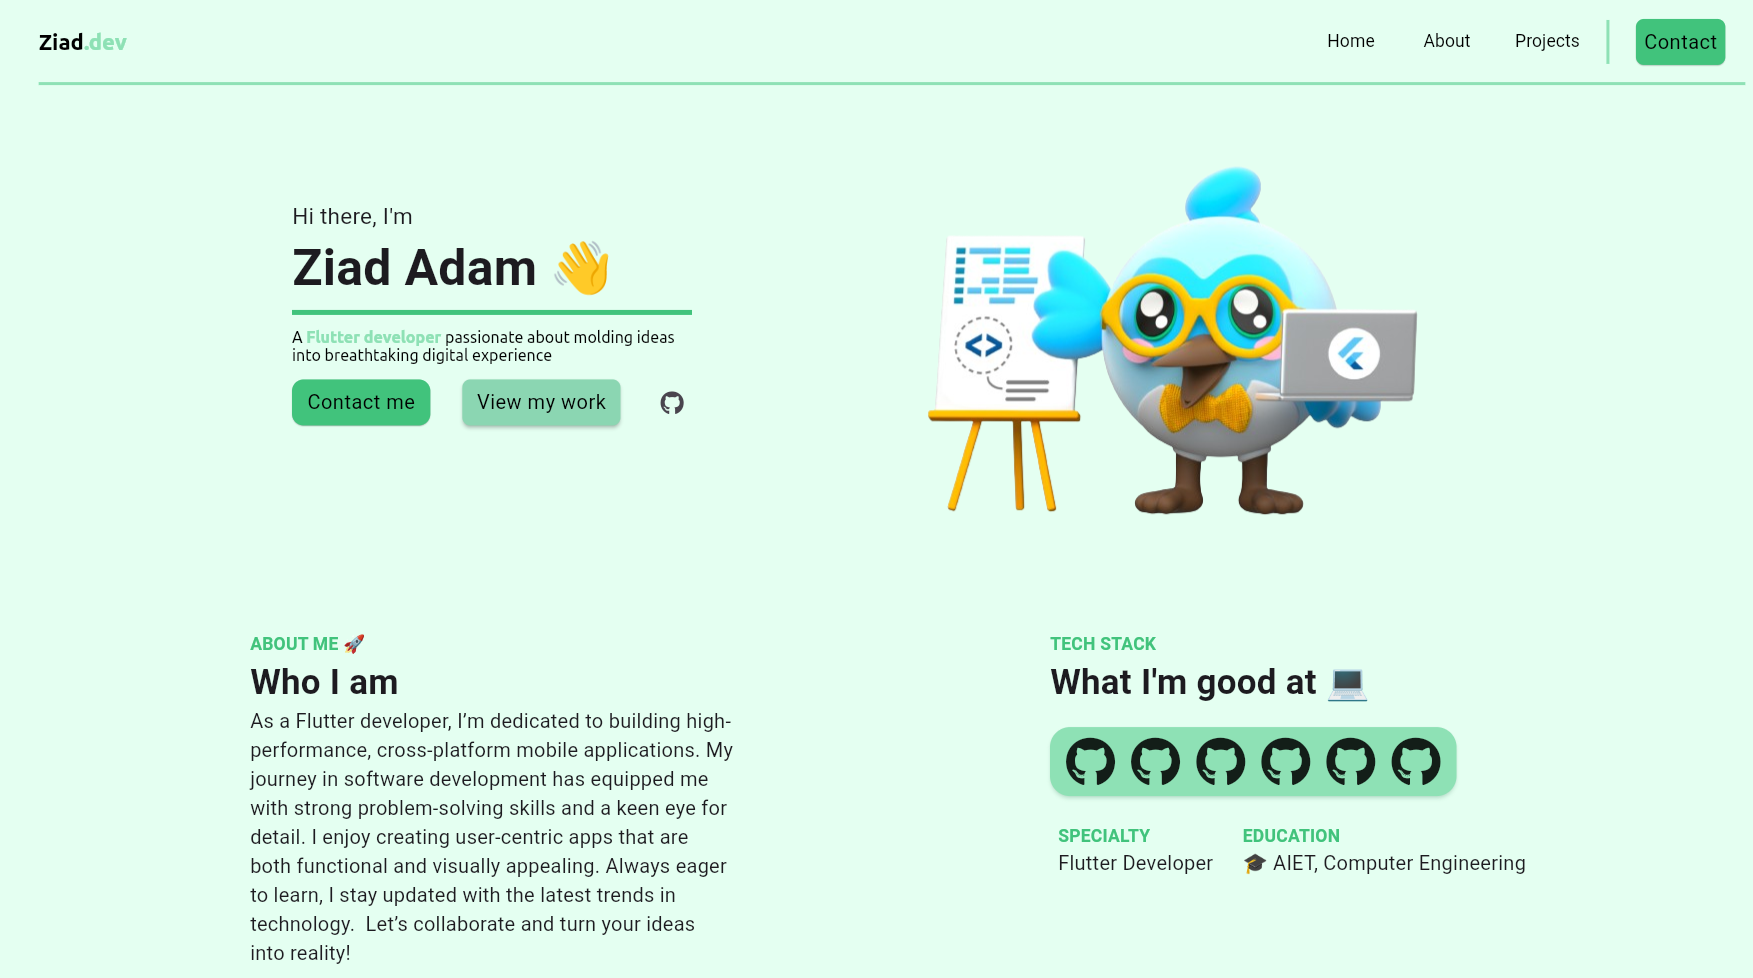 Ziad.dev
Home About Projects Contact
Hi there, I'm
Ziad Adam 👋
A Flutter developer passionate about molding ideas
into breathtaking digital experience
Contact me View my work
<>
ABOUT ME 🚀
Who I am
As a Flutter developer, I’m dedicated to building high-
performance, cross-platform mobile applications. My
journey in software development has equipped me
with strong problem-solving skills and a keen eye for
detail. I enjoy creating user-centric apps that are
both functional and visually appealing. Always eager
to learn, I stay updated with the latest trends in
technology.  Let’s collaborate and turn your ideas
into reality!
TECH STACK
What I'm good at 💻
SPECIALTY
Flutter Developer
EDUCATION
🎓 AIET, Computer Engineering